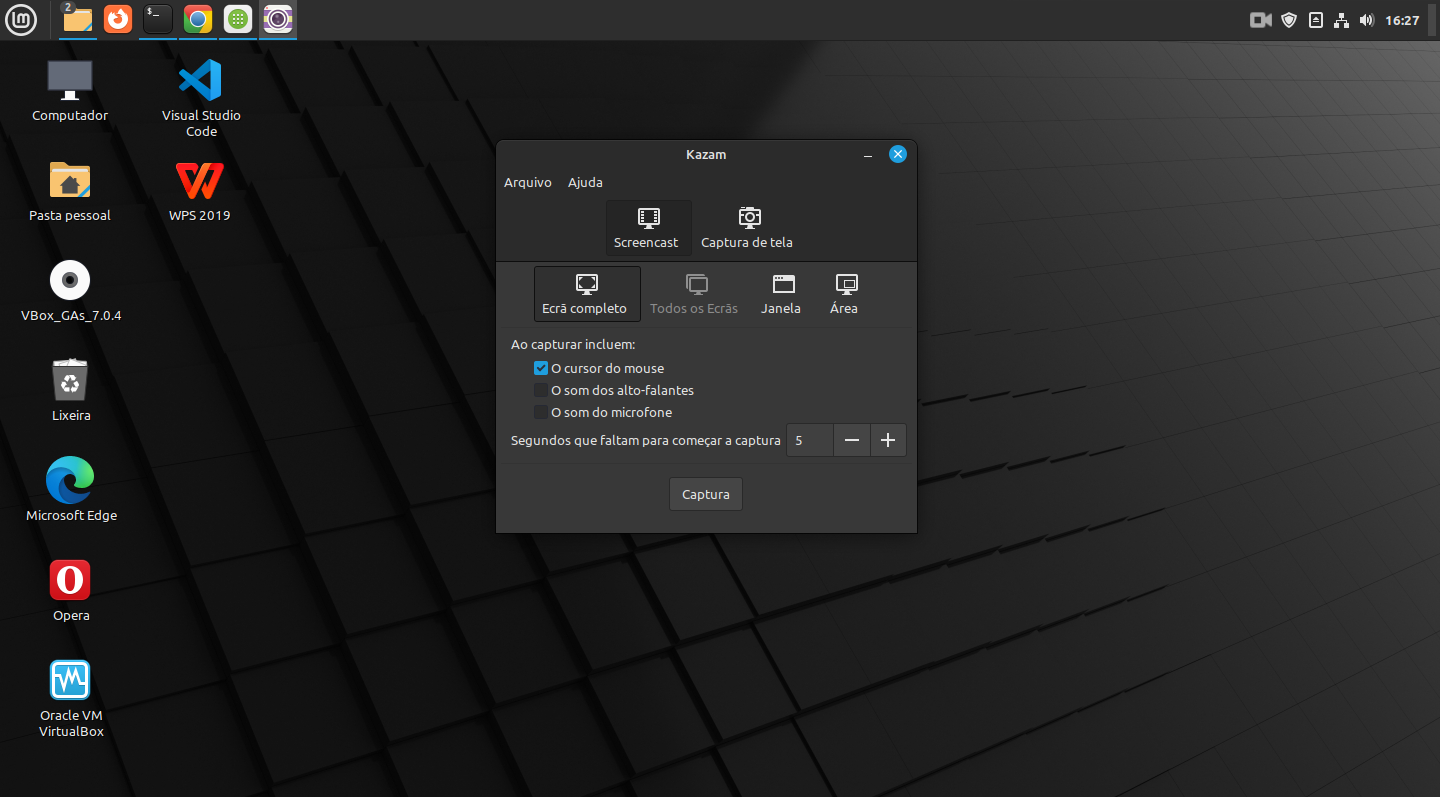 2
$_
16:27
Computador
Visual Studio
Code
Pasta pessoal
WPS 2019
VBox_GAs_7.0.4
Lixeira
Microsoft Edge
Opera
Oracle VM
VirtualBox
Kazam
Arquivo Ajuda
Screencast Captura de tela
Ecrã completo Todos os Ecrãs Janela Área
Ao capturar incluem:
O cursor do mouse
O som dos alto-falantes
O som do microfone
Segundos que faltam para começar a captura 5
Captura